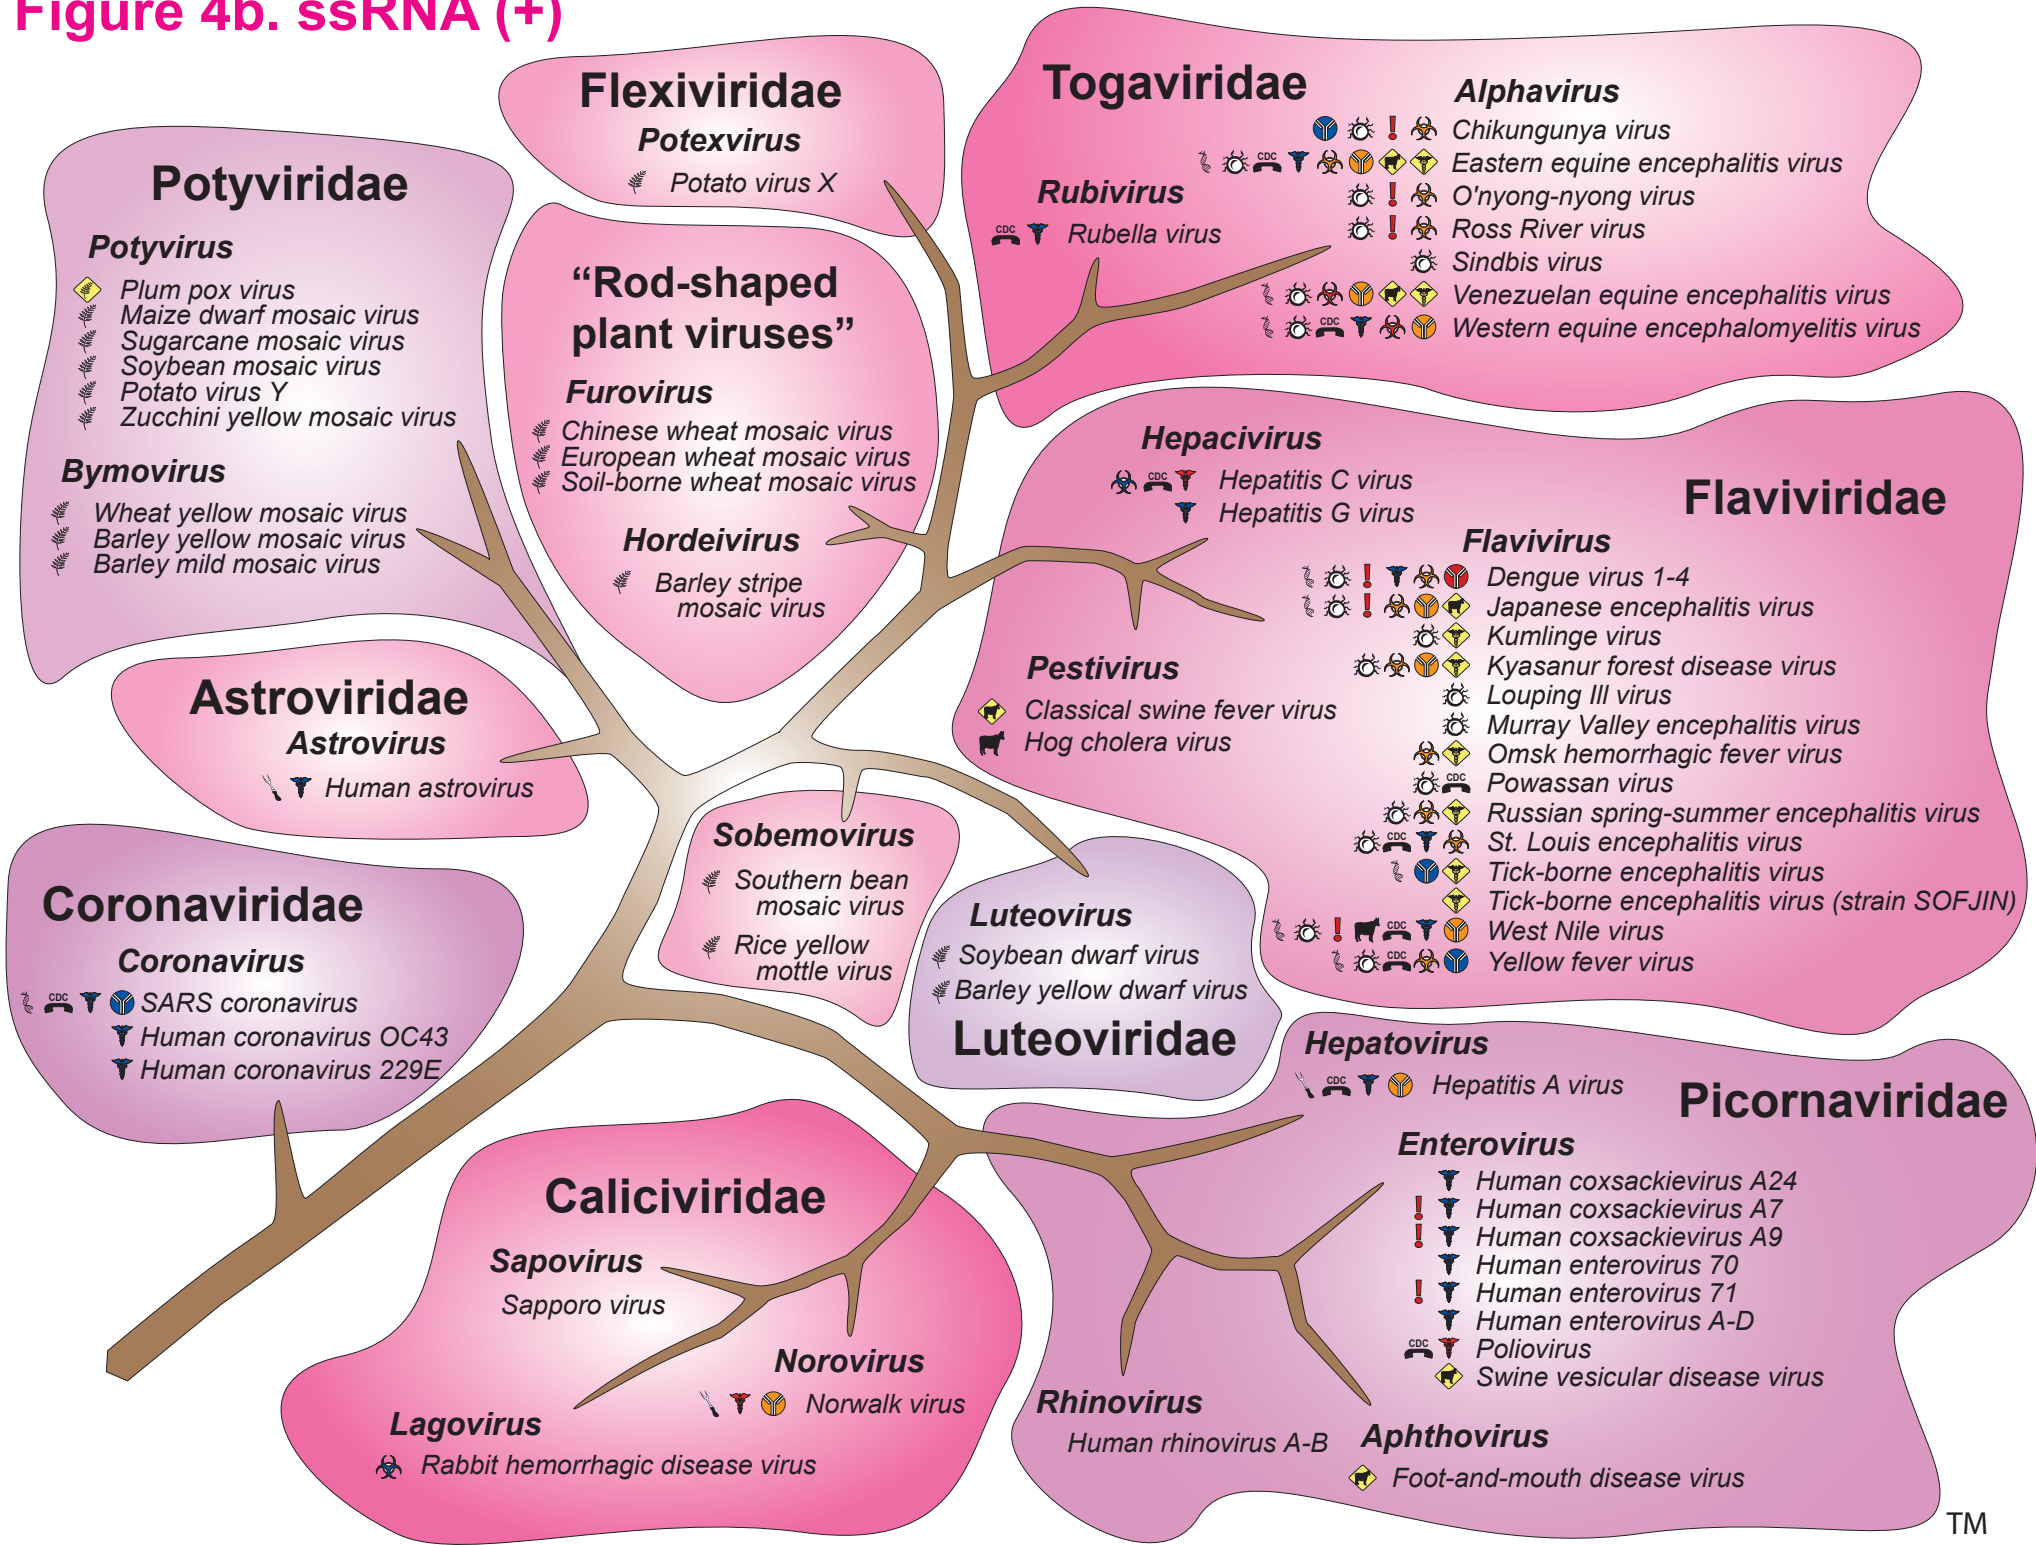 Figure 4b. ssRNA (+)
Flexiviridae
Potexvirus
Potato virus X
Togaviridae
Alphavirus
Chikungunya virus
CDC
Eastern equine encephalitis virus
O'nyong-nyong virus
Ross River virus
Sindbis virus
Venezuelan equine encephalitis virus
CDC
Western equine encephalomyelitis virus
Rubivirus
CDC
Rubella virus
Potyviridae
Potyvirus
Plum pox virus
Maize dwarf mosaic virus
Sugarcane mosaic virus
Soybean mosaic virus
Potato virus Y
Zucchini yellow mosaic virus
Bymovirus
Wheat yellow mosaic virus
Barley yellow mosaic virus
Barley mild mosaic virus
“Rod-shaped
plant viruses”
Furovirus
Chinese wheat mosaic virus
European wheat mosaic virus
Soil-borne wheat mosaic virus
Hordeivirus
Barley stripe
mosaic virus
Hepacivirus
CDC
Hepatitis C virus
Hepatitis G virus
Flaviviridae
Flavivirus
Dengue virus 1-4
Japanese encephalitis virus
Kumlinge virus
Kyasanur forest disease virus
Louping Ill virus
Murray Valley encephalitis virus
Omsk hemorrhagic fever virus
CDC
Powassan virus
Russian spring-summer encephalitis virus
CDC
St. Louis encephalitis virus
Tick-borne encephalitis virus
Tick-borne encephalitis virus (strain SOFJIN)
CDC
West Nile virus
CDC
Yellow fever virus
Pestivirus
Classical swine fever virus
Hog cholera virus
Astroviridae
Astrovirus
Human astrovirus
Coronaviridae
Coronavirus
CDC
SARS coronavirus
Human coronavirus OC43
Human coronavirus 229E
Sobemovirus
Southern bean
mosaic virus
Rice yellow
mottle virus
Luteovirus
Soybean dwarf virus
Barley yellow dwarf virus
Luteoviridae
Hepatovirus
CDC
Hepatitis A virus
Picornaviridae
Enterovirus
Human coxsackievirus A24
Human coxsackievirus A7
Human coxsackievirus A9
Human enterovirus 70
Human enterovirus 71
Human enterovirus A-D
CDC
Poliovirus
Swine vesicular disease virus
Caliciviridae
Sapovirus
Sapporo virus
Norovirus
Norwalk virus
Lagovirus
Rabbit hemorrhagic disease virus
Rhinovirus
Human rhinovirus A-B
Aphthovirus
Foot-and-mouth disease virus
TM